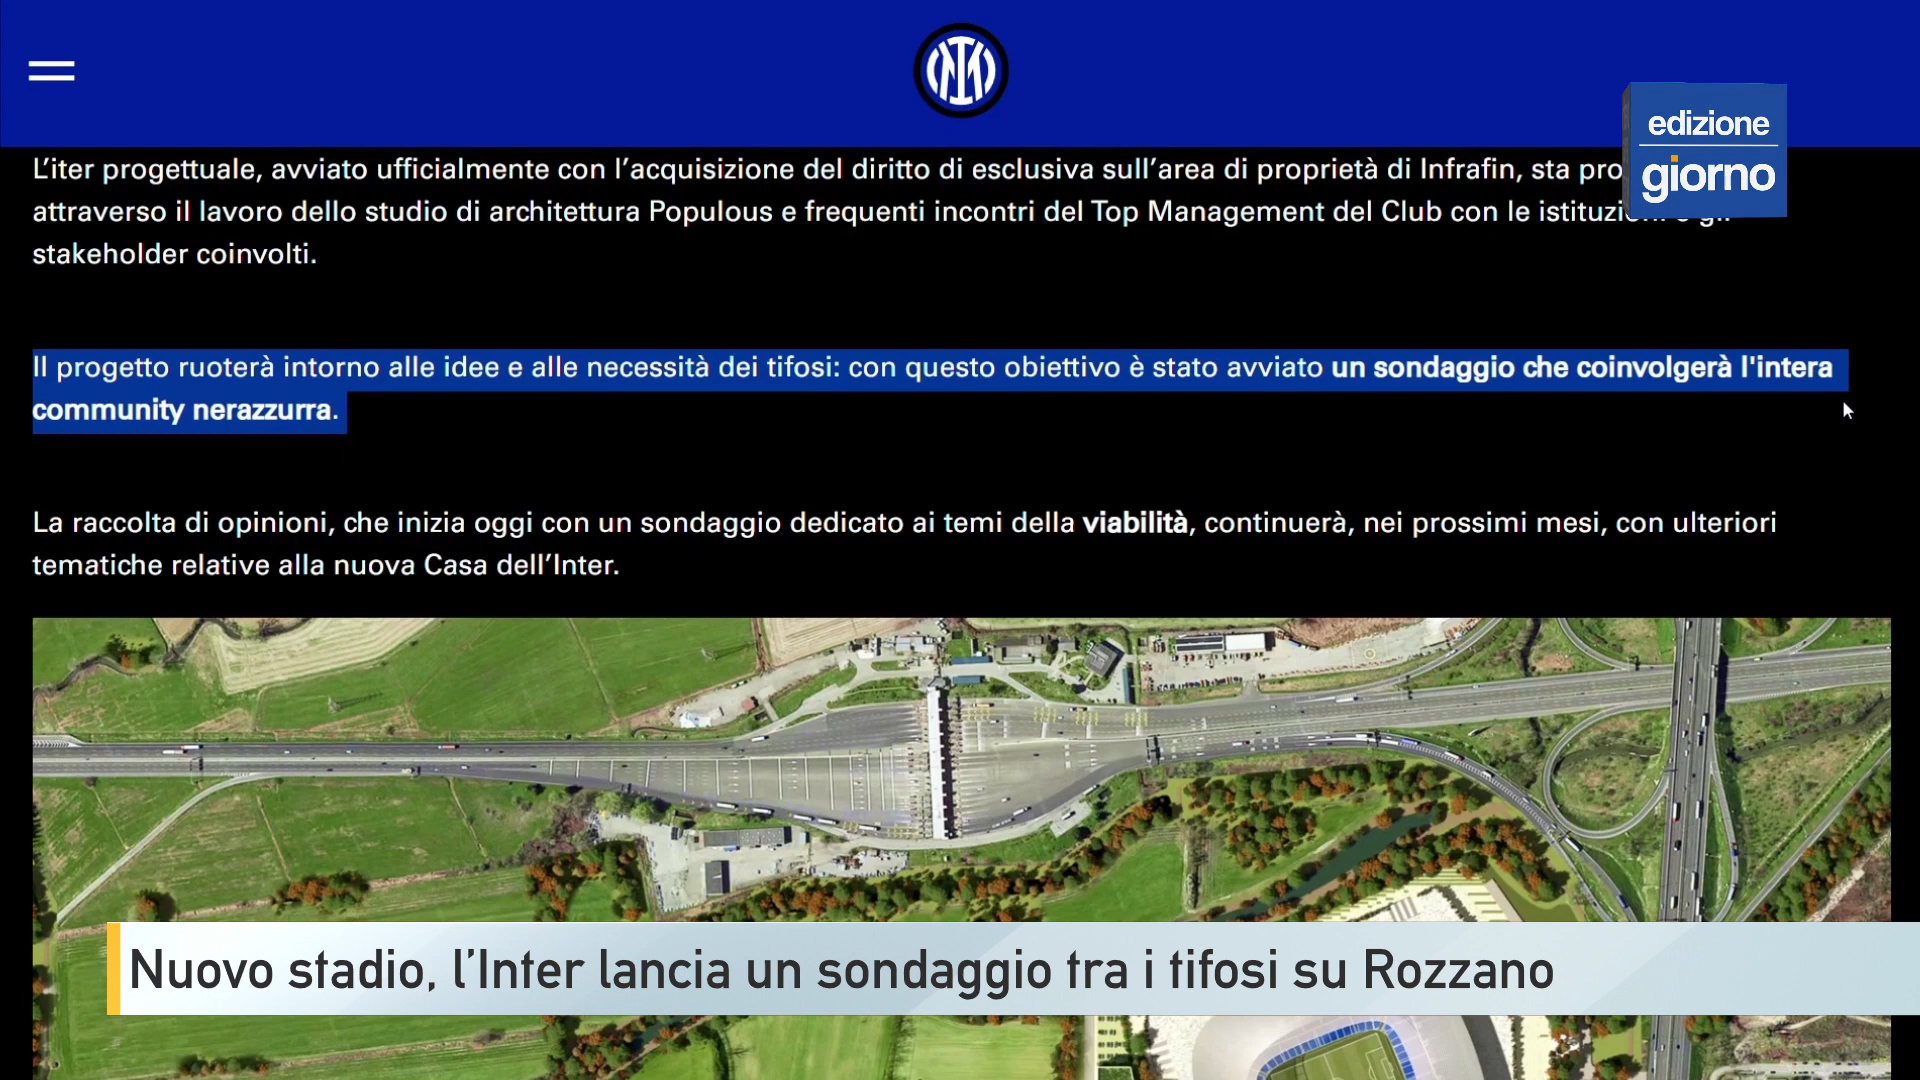 edizione
giorno
L’iter progettuale, avviato ufficialmente con l’acquisizione del diritto di esclusiva sull’area di proprietà di Infrafin, sta
attraverso il lavoro dello studio di architettura Populous e frequenti incontri del Top Management del Club con le
stakeholder coinvolti.
Il progetto ruoterà intorno alle idee e alle necessità dei tifosi: con questo obiettivo è stato avviato un sondaggio che coinvolgerà l'intera
community nerazzurra.
La raccolta di opinioni, che inizia oggi con un sondaggio dedicato ai temi della viabilità, continuerà, nei prossimi mesi, con ulteriori
tematiche relative alla nuova Casa dell’Inter.
Nuovo stadio, l’Inter lancia un sondaggio tra i tifosi su Rozzano